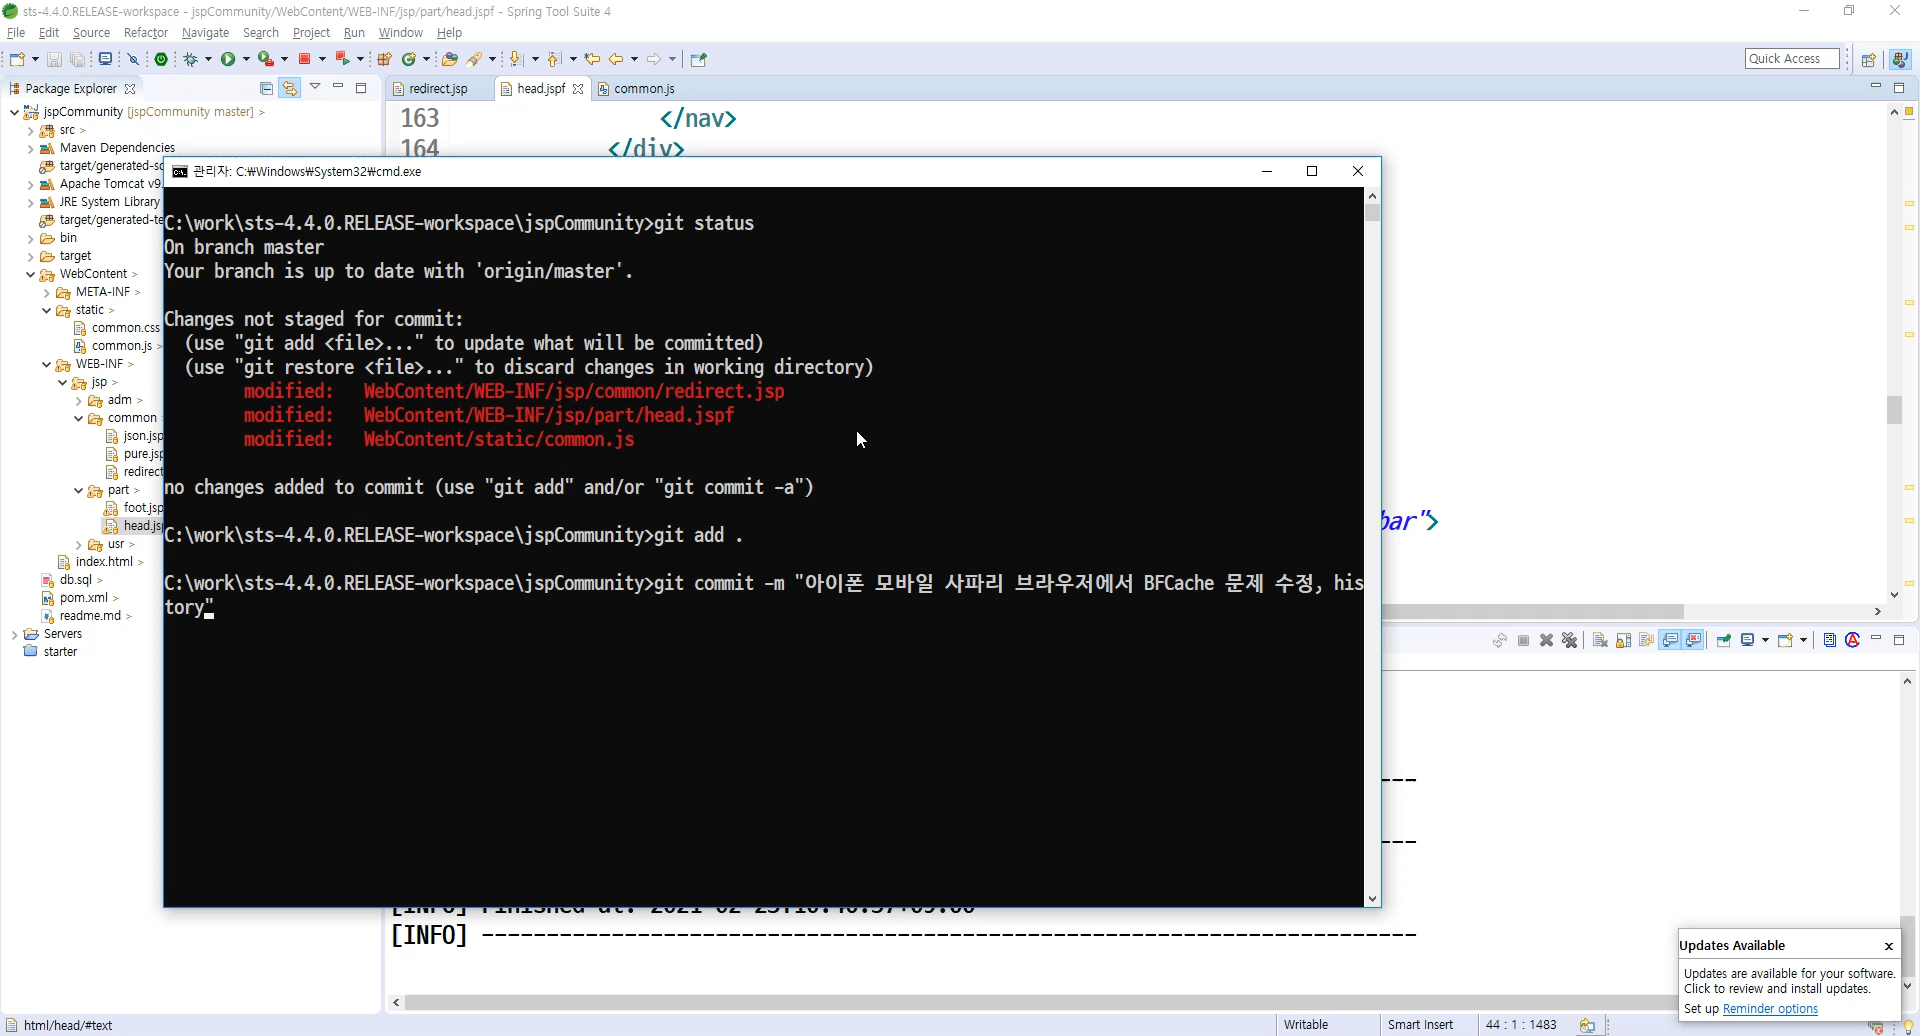 sts-4.4.0.RELEASE-workspace - jspCommunity/WebContent/WEB-INF/jsp/part/head.jspf - Spring Tool Suite 4
File Edit Source Refactor Navigate Search Project Run Window Help
Quick Access
Package Explorer
redirect.jsp head.jspf common.js
jspCommunity [jspCommunity master] >
src >
Maven Dependencies
target/generated-so
Apache Tomcat v9.
JRE System Library
target/generated-te
bin
target
WebContent >
META-INF >
static >
common.css
common.js >
WEB-INF >
jsp >
adm >
common
json.jsp
pure.jsp
redirect
part >
foot.jsp
head.jsp
usr >
index.html >
db.sql >
pom.xml >
readme.md >
Servers
starter
163 </nav>
164 </div>
관리자: C:₩Windows₩System32₩cmd.exe
C:\work\sts-4.4.0.RELEASE-workspace\jspCommunity>git status
On branch master
Your branch is up to date with 'origin/master'.
Changes not staged for commit:
(use "git add <file>..." to update what will be committed)
(use "git restore <file>..." to discard changes in working directory)
modified: WebContent/WEB-INF/jsp/common/redirect.jsp
modified: WebContent/WEB-INF/jsp/part/head.jspf
modified: WebContent/static/common.js
no changes added to commit (use "git add" and/or "git commit -a")
C:\work\sts-4.4.0.RELEASE-workspace\jspCommunity>git add .
C:\work\sts-4.4.0.RELEASE-workspace\jspCommunity>git commit -m "아이폰 모바일 사파리 브라우저에서 BFCache 문제 수정, his
tory"
bar">
[INFO] Finished at: 2021-02-
[INFO] ------------------------------------------------------------------------
Updates Available
Updates are available for your software.
Click to review and install updates.
Set up Reminder options
html/head/#text
Writable
Smart Insert
44 : 1 : 1483